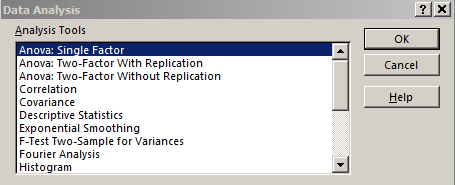 Data Analysis
Analysis Tools
Anova: Single Factor
Anova: Two-Factor With Replication
Anova: Two-Factor Without Replication
Correlation
Covariance
Descriptive Statistics
Exponential Smoothing
F-Test Two-Sample for Variances
Fourier Analysis
Histogram
OK
Cancel
Help